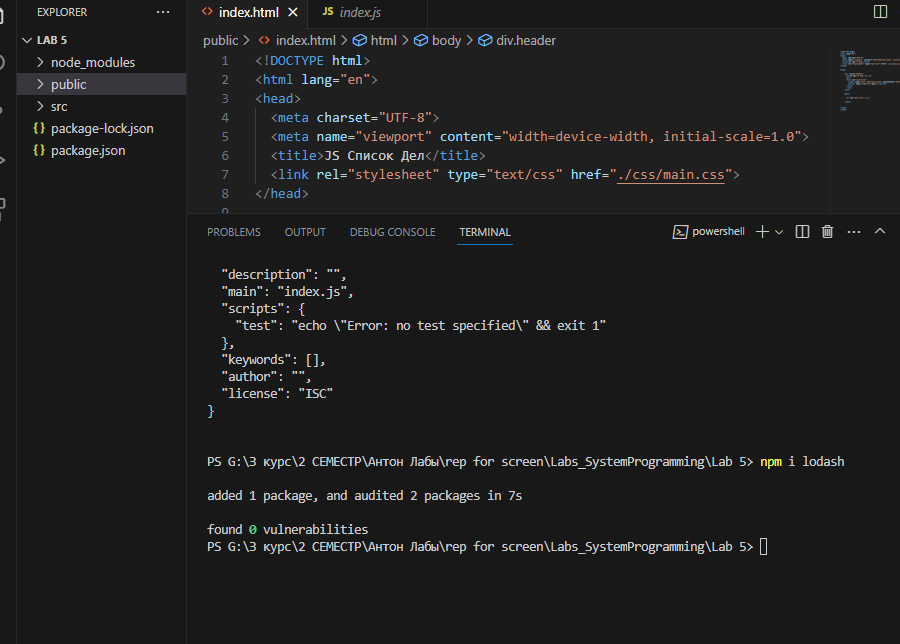 EXPLORER ...
LAB 5
node_modules
public
src
{} package-lock.json
{} package.json
<> index.html × JS index.js
public > <> index.html > html > body > div.header
1 <!DOCTYPE html>
2 <html lang="en">
3 <head>
4 <meta charset="UTF-8">
5 <meta name="viewport" content="width=device-width, initial-scale=1.0">
6 <title>JS Список Дел</title>
7 <link rel="stylesheet" type="text/css" href="./css/main.css">
8 </head>
9
PROBLEMS OUTPUT DEBUG CONSOLE TERMINAL powershell
"description": "",
"main": "index.js",
"scripts": {
"test": "echo \"Error: no test specified\" && exit 1"
},
"keywords": [],
"author": "",
"license": "ISC"
}
PS G:\3 курс\2 СЕМЕСТР\Антон Лабы\rep for screen\Labs_SystemProgramming\Lab 5> npm i lodash
added 1 package, and audited 2 packages in 7s
found 0 vulnerabilities
PS G:\3 курс\2 СЕМЕСТР\Антон Лабы\rep for screen\Labs_SystemProgramming\Lab 5>